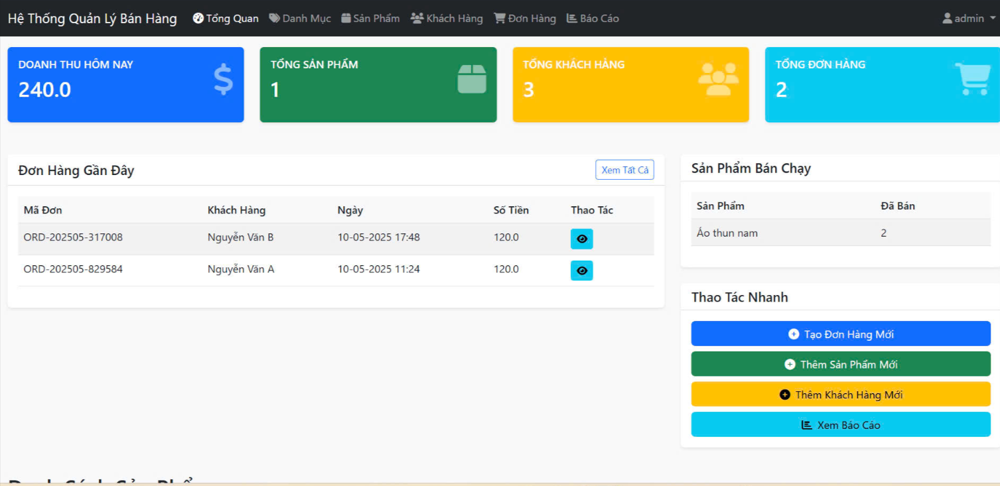 Hệ Thống Quản Lý Bán Hàng Tổng Quan Danh Mục Sản Phẩm Khách Hàng Đơn Hàng Báo Cáo admin
DOANH THU HÔM NAY
240.0
TỔNG SẢN PHẨM
1
TỔNG KHÁCH HÀNG
3
TỔNG ĐƠN HÀNG
2
Đơn Hàng Gần Đây Xem Tất Cả
Mã Đơn Khách Hàng Ngày Số Tiền Thao Tác
ORD-202505-317008 Nguyễn Văn B 10-05-2025 17:48 120.0
ORD-202505-829584 Nguyễn Văn A 10-05-2025 11:24 120.0
Sản Phẩm Bán Chạy
Sản Phẩm Đã Bán
Áo thun nam 2
Thao Tác Nhanh
Tạo Đơn Hàng Mới
Thêm Sản Phẩm Mới
Thêm Khách Hàng Mới
Xem Báo Cáo